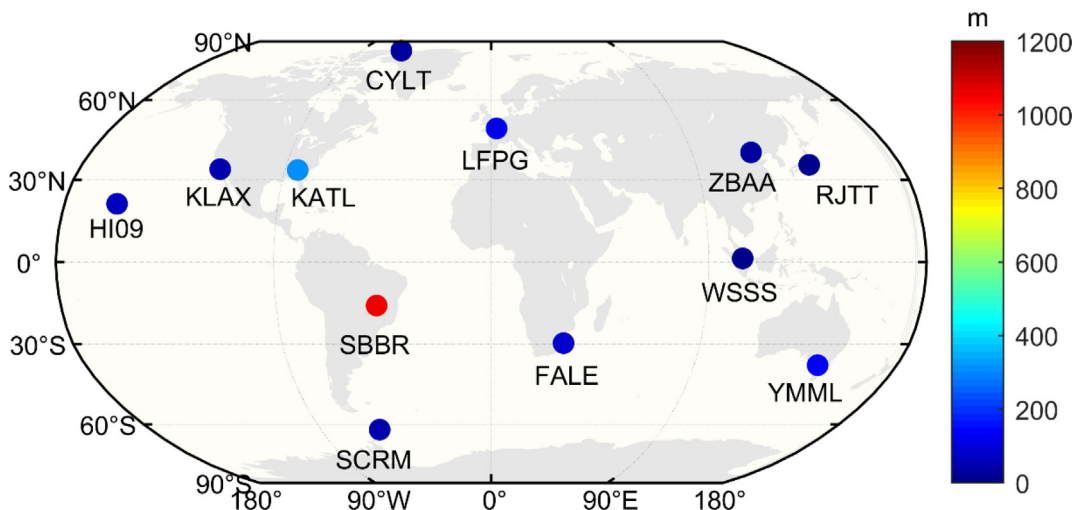 m
90°N
1200
CYLT
60°N
1000
LFPG
ZBAA
800
30°N
KLAX
KATL
RJTT
HI09
0°
600
WSSS
SBBR
400
30°S
FALE
YMML
200
60°S
SCRM
90°S
0
180°
90°W
0°
90°E
180°